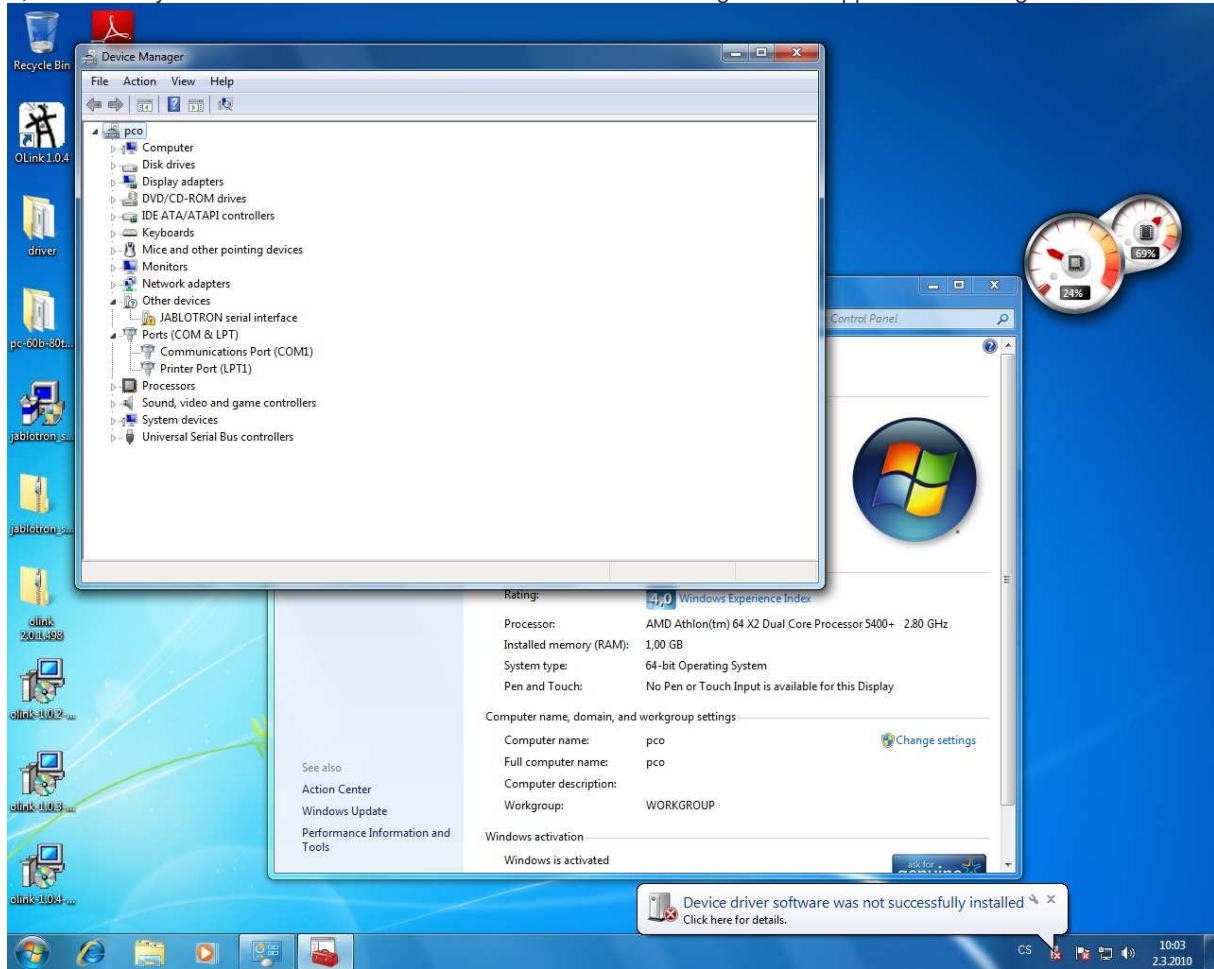 Recycle Bin
OLink 1.0.4
driver
pc-60b-80t...
jablotron_s...
jablotron_s...
olink
2.0.1.498
olink-1.0.2-...
olink-1.0.3-...
olink-1.0.4-...
Device Manager
File Action View Help
pco
Computer
Disk drives
Display adapters
DVD/CD-ROM drives
IDE ATA/ATAPI controllers
Keyboards
Mice and other pointing devices
Monitors
Network adapters
Other devices
JABLOTRON serial interface
Ports (COM & LPT)
Communications Port (COM1)
Printer Port (LPT1)
Processors
Sound, video and game controllers
System devices
Universal Serial Bus controllers
69%
24%
Control Panel
Rating: 4,0 Windows Experience Index
Processor: AMD Athlon(tm) 64 X2 Dual Core Processor 5400+ 2.80 GHz
Installed memory (RAM): 1,00 GB
System type: 64-bit Operating System
Pen and Touch: No Pen or Touch Input is available for this Display
Computer name, domain, and workgroup settings
Computer name: pco
Change settings
Full computer name: pco
Computer description:
Workgroup: WORKGROUP
Windows activation
Windows is activated
ask for
genuine
See also
Action Center
Windows Update
Performance Information and
Tools
Device driver software was not successfully installed
Click here for details.
CS
10:03
2.3.2010